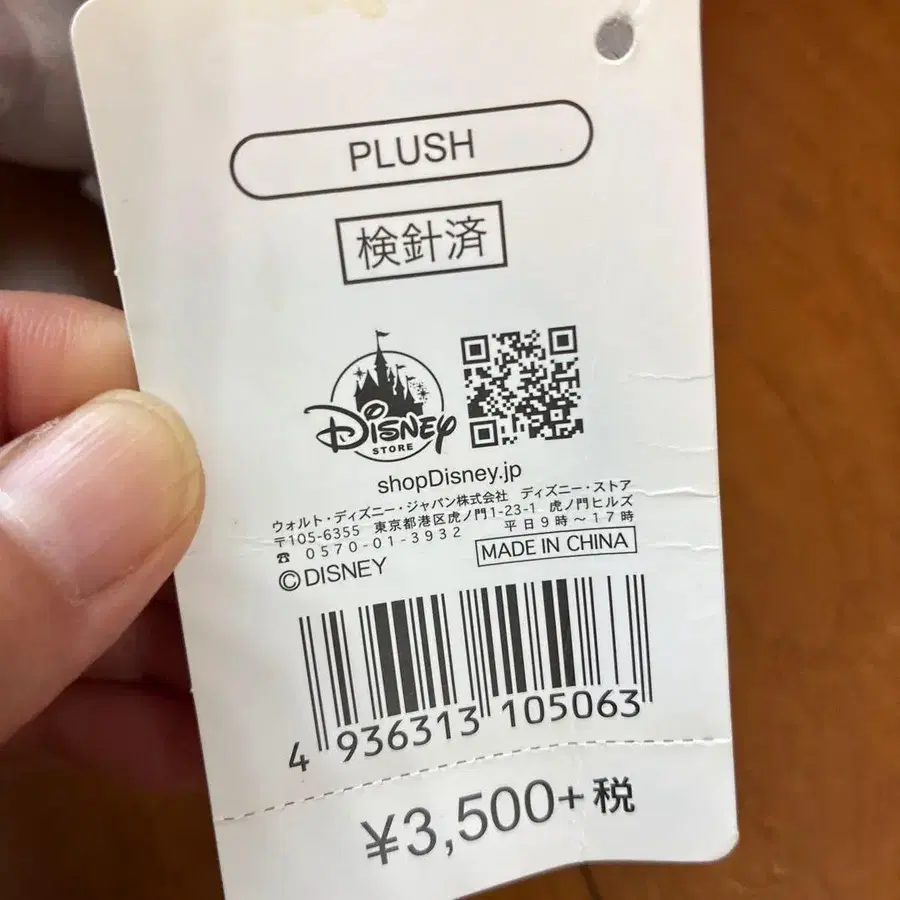 PLUSH
検針済
DISNEY
STORE
shopDisney.jp
ウォルト・ディズニー・ジャパン株式会社 ディズニー・ストア
〒105-6355 東京都港区虎ノ門1-23-1 虎ノ門ヒルズ
☎ 0570-01-3932 平日9時～17時
©DISNEY MADE IN CHINA
4 936313 105063
¥3,500+税